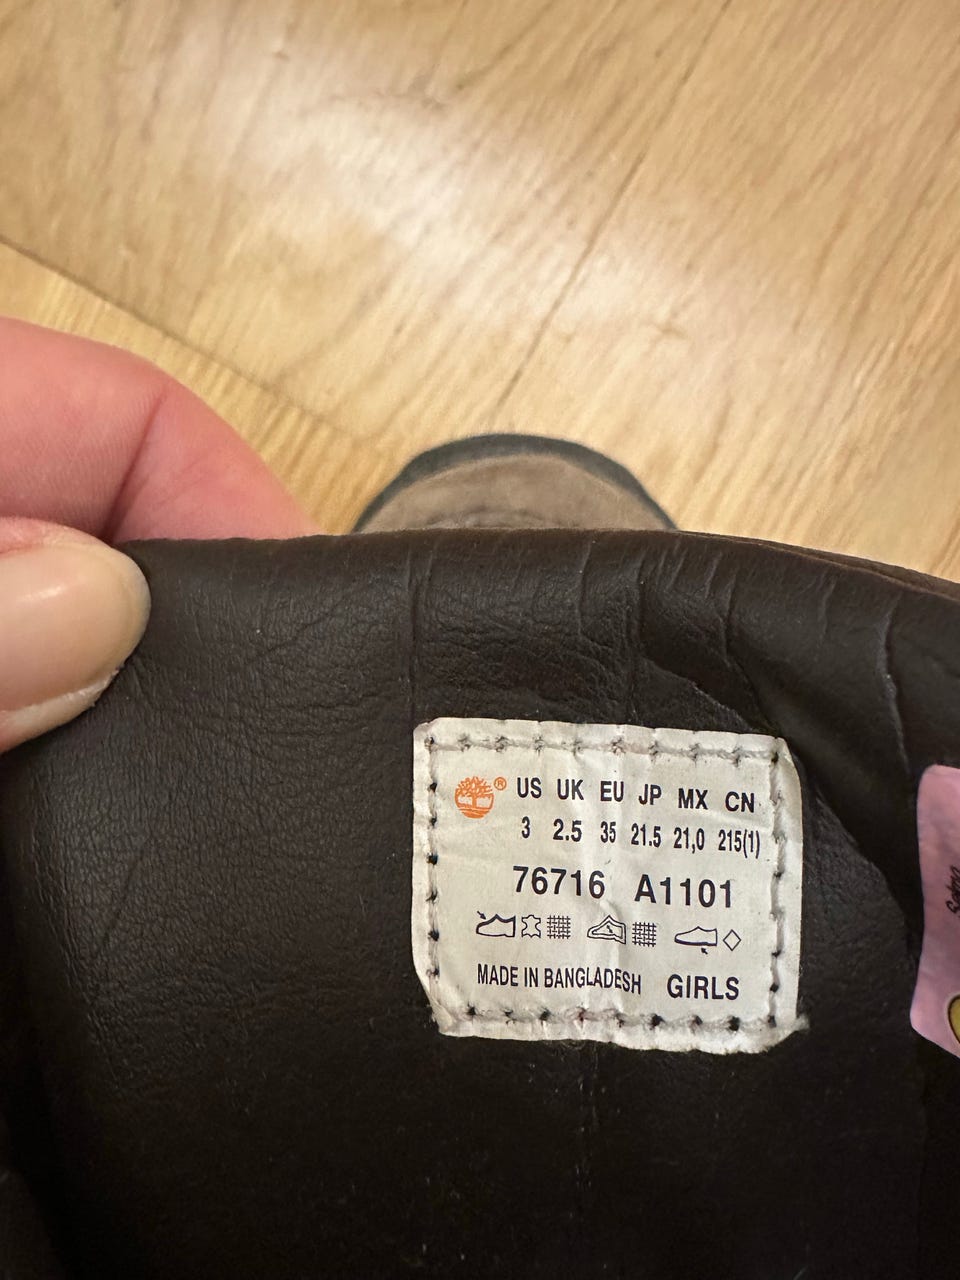 ® US UK EU JP MX CN
3 2.5 35 21.5 21,0 215(1)
76716 A1101
MADE IN BANGLADESH GIRLS